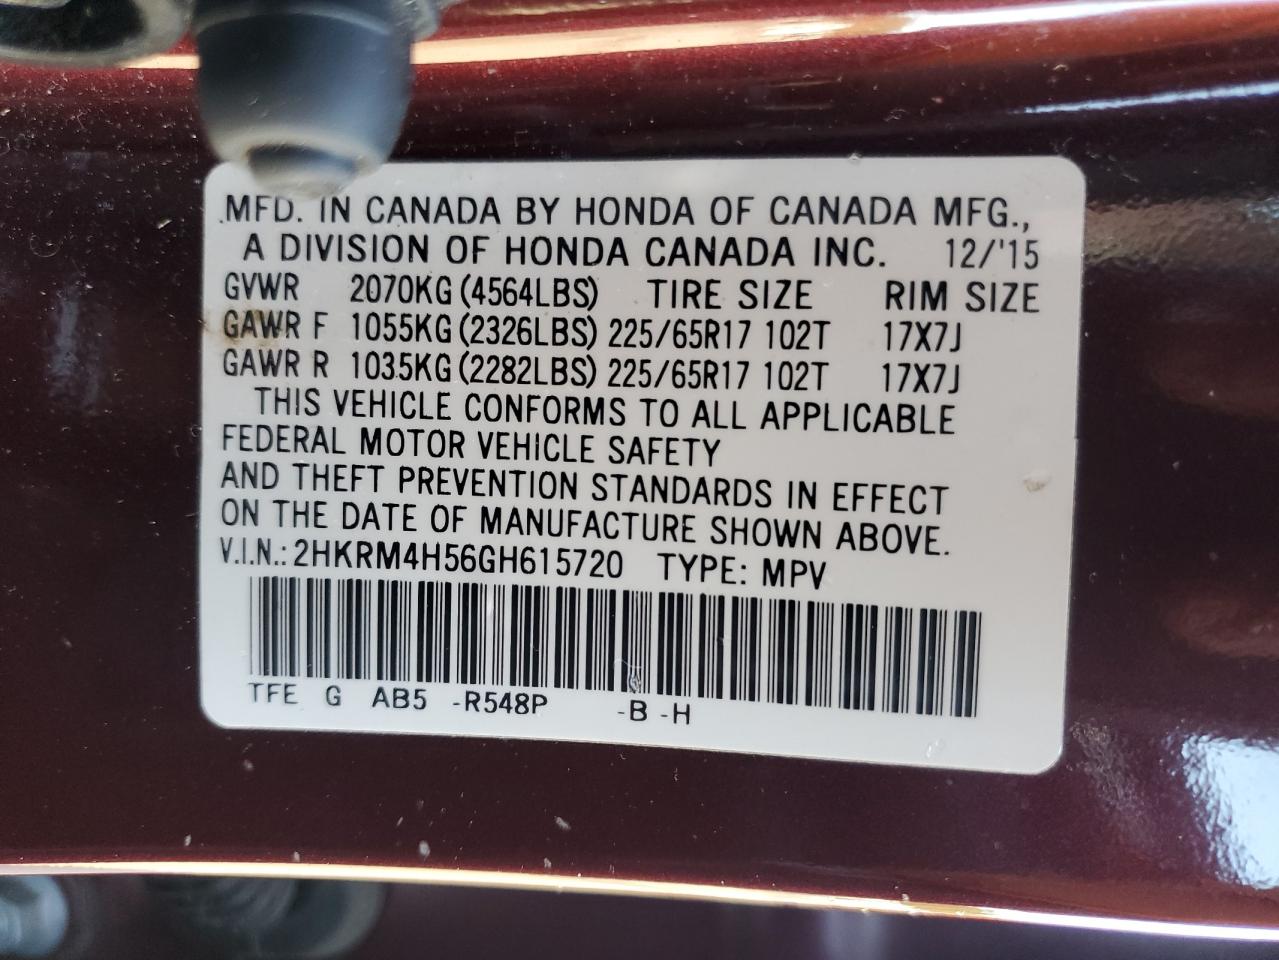 MFD. IN CANADA BY HONDA OF CANADA MFG.,
A DIVISION OF HONDA CANADA INC. 12/'15
GVWR 2070KG (4564LBS) TIRE SIZE RIM SIZE
GAWR F 1055KG (2326LBS) 225/65R17 102T 17X7J
GAWR R 1035KG (2282LBS) 225/65R17 102T 17X7J
THIS VEHICLE CONFORMS TO ALL APPLICABLE
FEDERAL MOTOR VEHICLE SAFETY
AND THEFT PREVENTION STANDARDS IN EFFECT
ON THE DATE OF MANUFACTURE SHOWN ABOVE.
V.I.N.: 2HKRM4H56GH615720 TYPE: MPV
TFE G AB5 -R548P -B -H